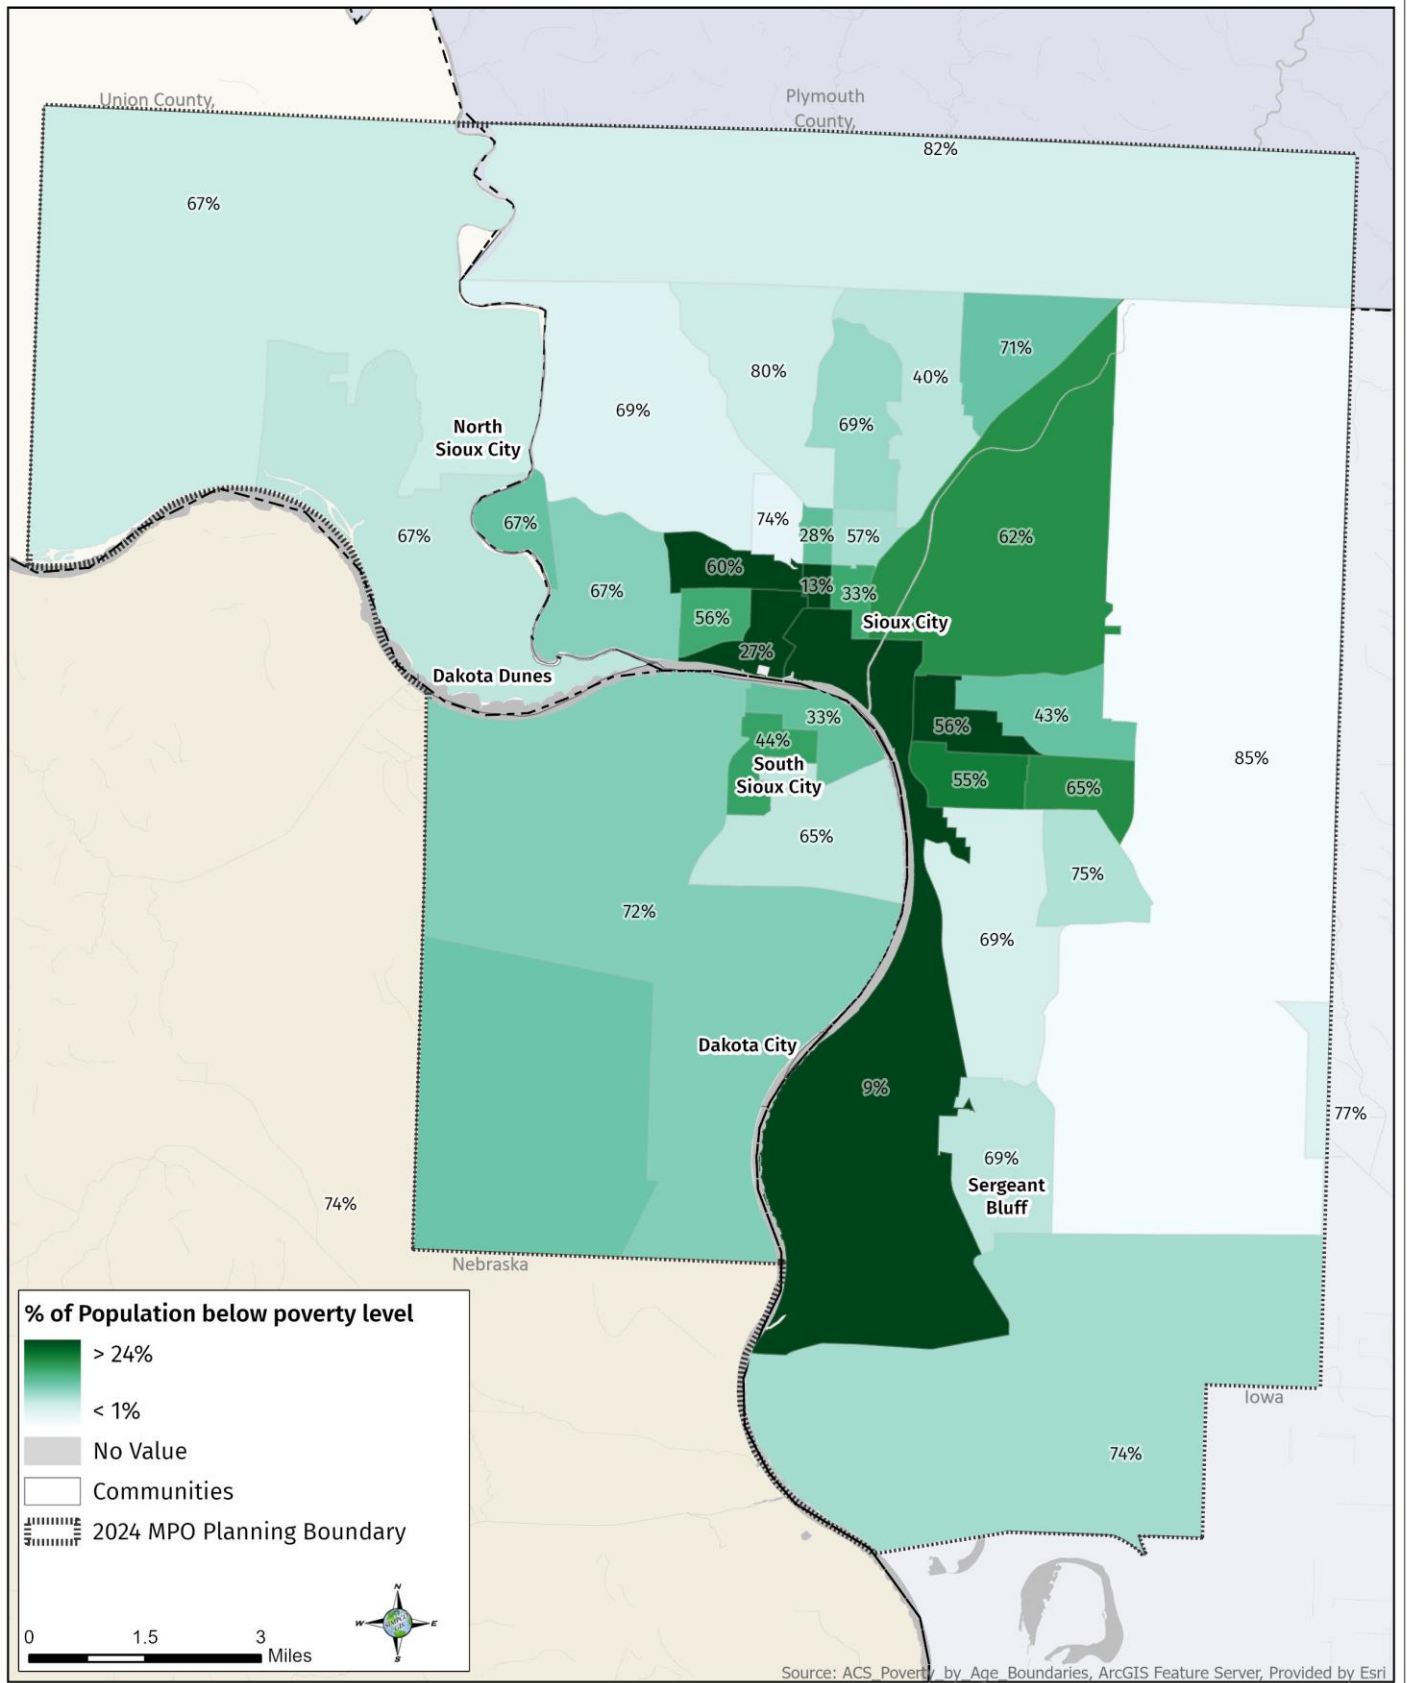 Union County,
Plymouth
County,
82%
67%
71%
80%
40%
69%
69%
North
Sioux City
74%
67%
28%
57%
62%
67%
60%
13%
33%
67%
56%
Sioux City
27%
Dakota Dunes
33%
43%
56%
44%
South
Sioux City
85%
55%
65%
65%
75%
72%
69%
Dakota City
9%
77%
69%
Sergeant
Bluff
74%
Nebraska
% of Population below poverty level
> 24%
< 1%
No Value
Communities
2024 MPO Planning Boundary
N
W
E
S
0 1.5 3
Miles
Iowa
74%
Source: ACS_Poverty_by_Age_Boundaries, ArcGIS Feature Server, Provided by Esri